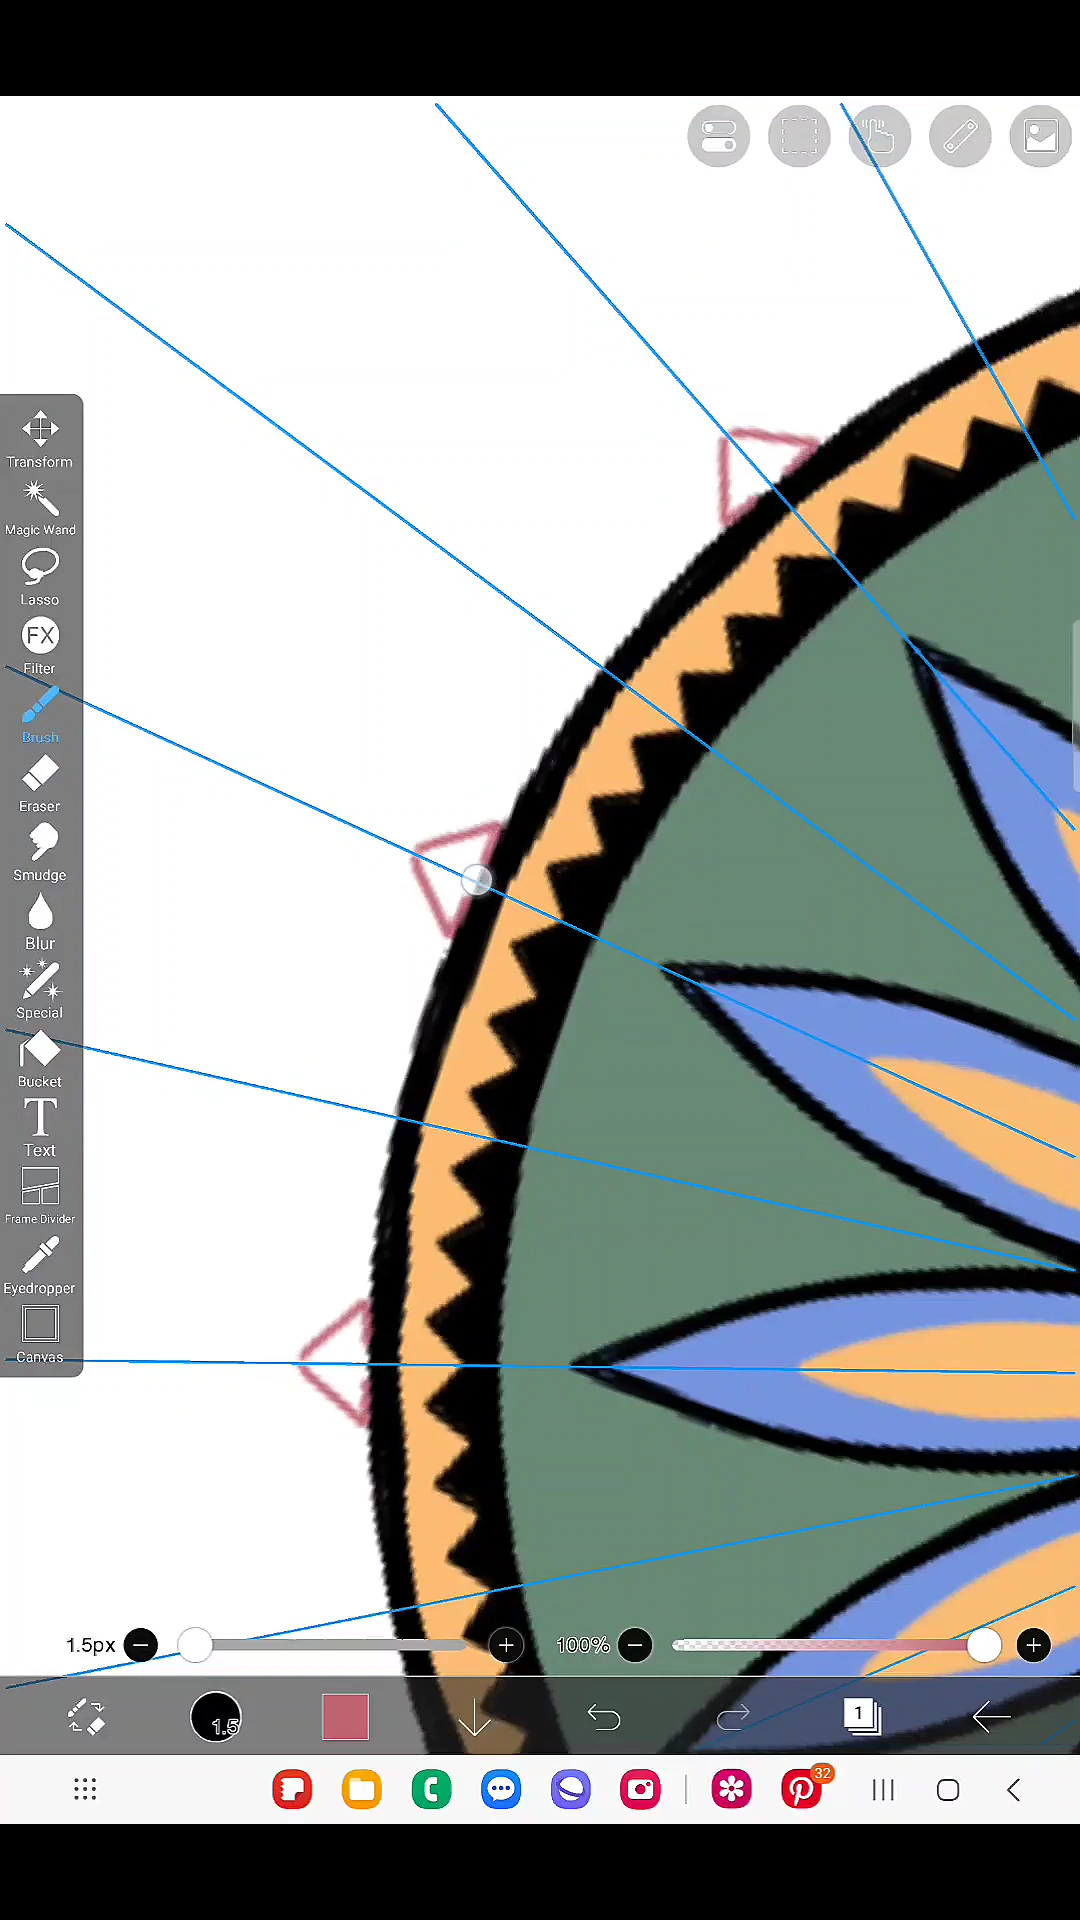 Transform
Magic Wand
Lasso
FX
Filter
Brush
Eraser
Smudge
Blur
Special
Bucket
T
Text
Frame Divider
Eyedropper
Canvas
1.5px
100%
1.5
1
32